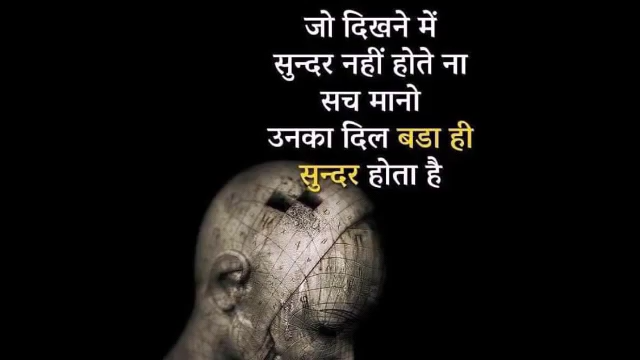 जो दिखने में
सुन्दर नहीं होते ना
सच मानो
उनका दिल बडा ही
सुन्दर होता है